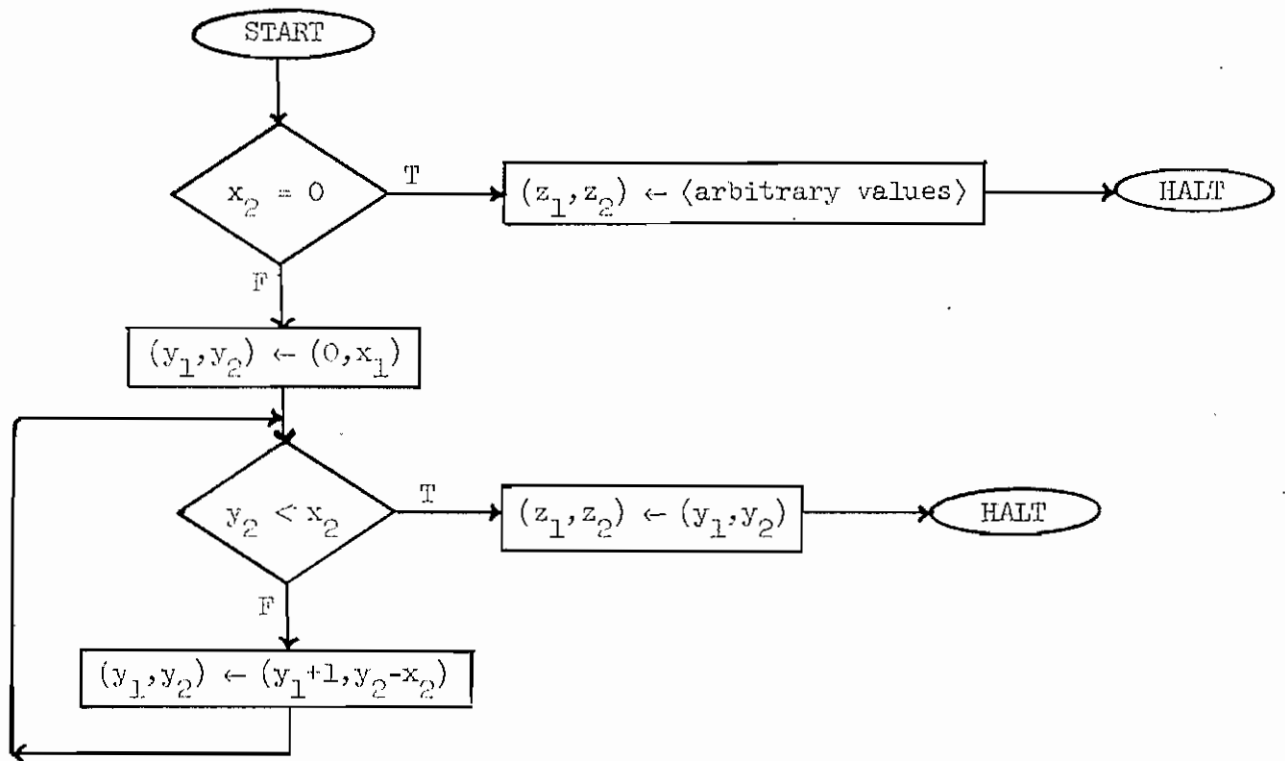 START
x₂ = 0
T
(z₁,z₂) ← ⟨arbitrary values⟩
HALT
F
(y₁,y₂) ← (0,x₁)
y₂ < x₂
T
(z₁,z₂) ← (y₁,y₂)
HALT
F
(y₁,y₂) ← (y₁+1,y₂-x₂)